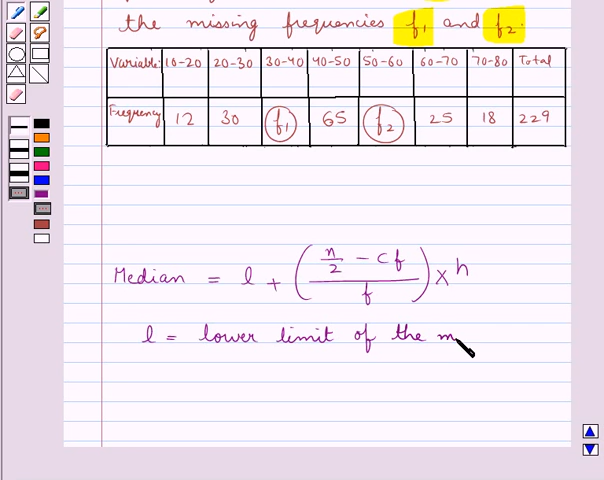 the missing frequencies f₁ and f₂.
Variable: 10-20 20-30 30-40 40-50 50-60 60-70 70-80 Total
Frequency 12 30 f₁ 65 f₂ 25 18 229
Median = l + ( (n/2 - cf) / f ) × h
l = lower limit of the m